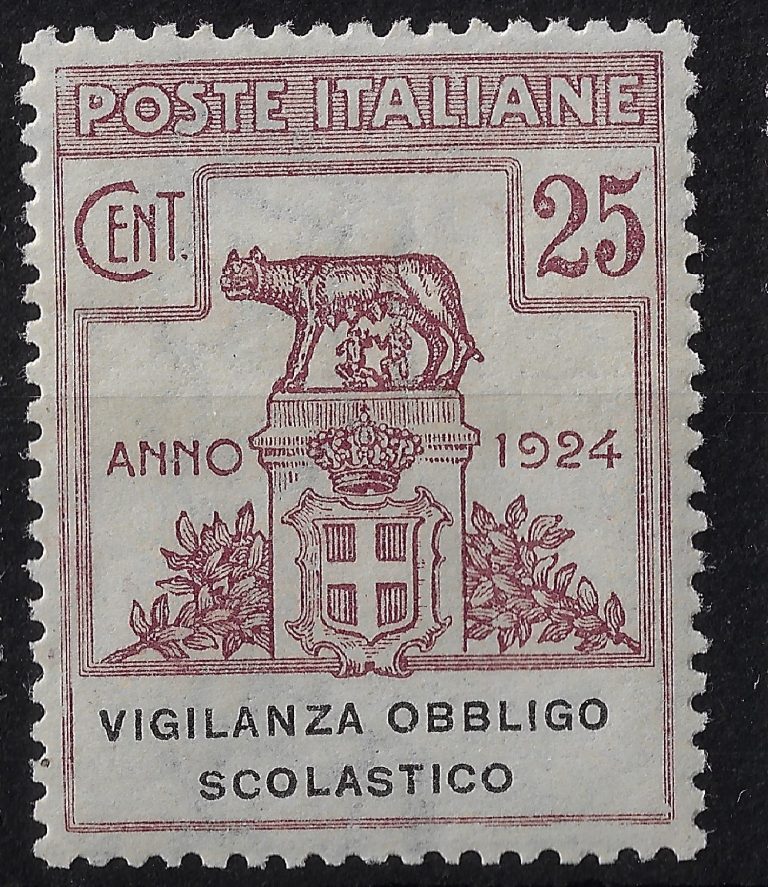 POSTE ITALIANE
CENT. 25
ANNO 1924
VIGILANZA OBBLIGO
SCOLASTICO